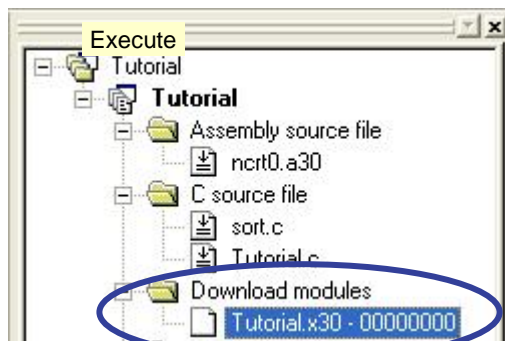 Execute
Tutorial
Tutorial
Assembly source file
ncrt0.a30
C source file
sort.c
Tutorial.c
Download modules
Tutorial.x30 - 00000000